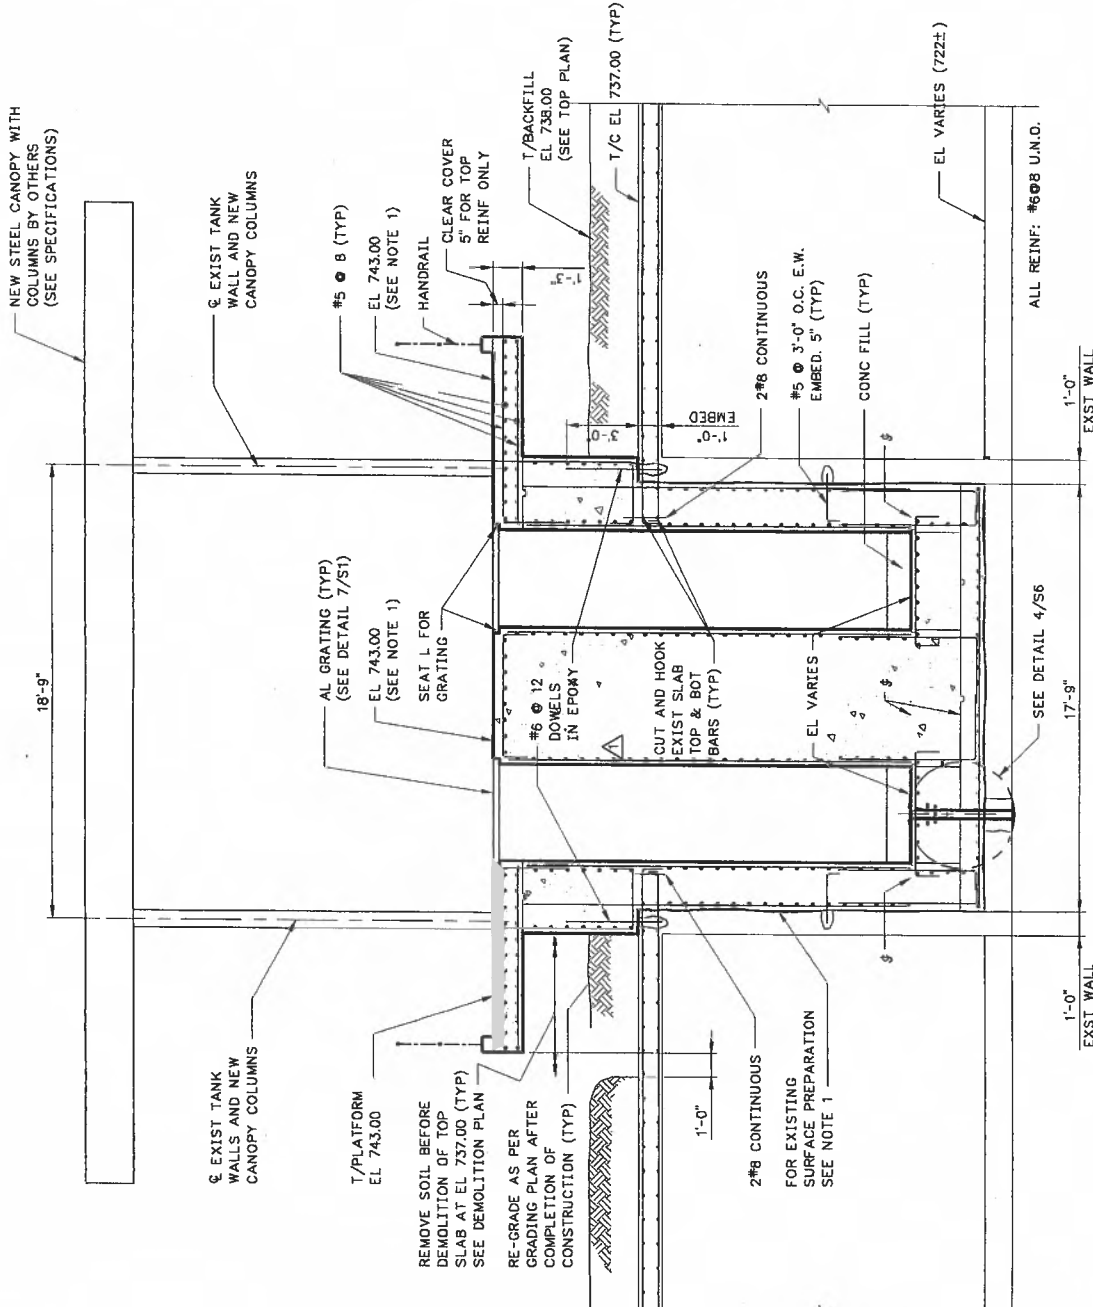 NEW STEEL CANOPY WITH
COLUMNS BY OTHERS
(SEE SPECIFICATIONS)
℄ EXIST TANK
WALL AND NEW
CANOPY COLUMNS
#5 @ 8 (TYP)
EL 743.00
(SEE NOTE 1)
HANDRAIL
CLEAR COVER
5" FOR TOP
REINF ONLY
1'-3"
T/BACKFILL
EL 738.00
(SEE TOP PLAN)
T/C EL 737.00 (TYP)
18'-9"
AL GRATING (TYP)
(SEE DETAIL 7/S1)
EL 743.00
(SEE NOTE 1)
SEAT L FOR
GRATING
#6 @ 12
DOWELS
IN EPOXY
1
CUT AND HOOK
EXIST SLAB
TOP & BOT
BARS (TYP)
EL VARIES
3'-0"
1'-0"
EMBED
2#8 CONTINUOUS
#5 @ 3'-0" O.C. E.W.
EMBED. 5" (TYP)
CONC FILL (TYP)
EL VARIES (722±)
ALL REINF: #6@8 U.N.O.
℄ EXIST TANK
WALLS AND NEW
CANOPY COLUMNS
T/PLATFORM
EL 743.00
REMOVE SOIL BEFORE
DEMOLITION OF TOP
SLAB AT EL 737.00 (TYP)
SEE DEMOLITION PLAN
RE-GRADE AS PER
GRADING PLAN AFTER
COMPLETION OF
CONSTRUCTION (TYP)
1'-0"
2#8 CONTINUOUS
FOR EXISTING
SURFACE PREPARATION
SEE NOTE 1
SEE DETAIL 4/S6
1'-0"
EXST WALL
17'-9"
1'-0"
EXST WALL